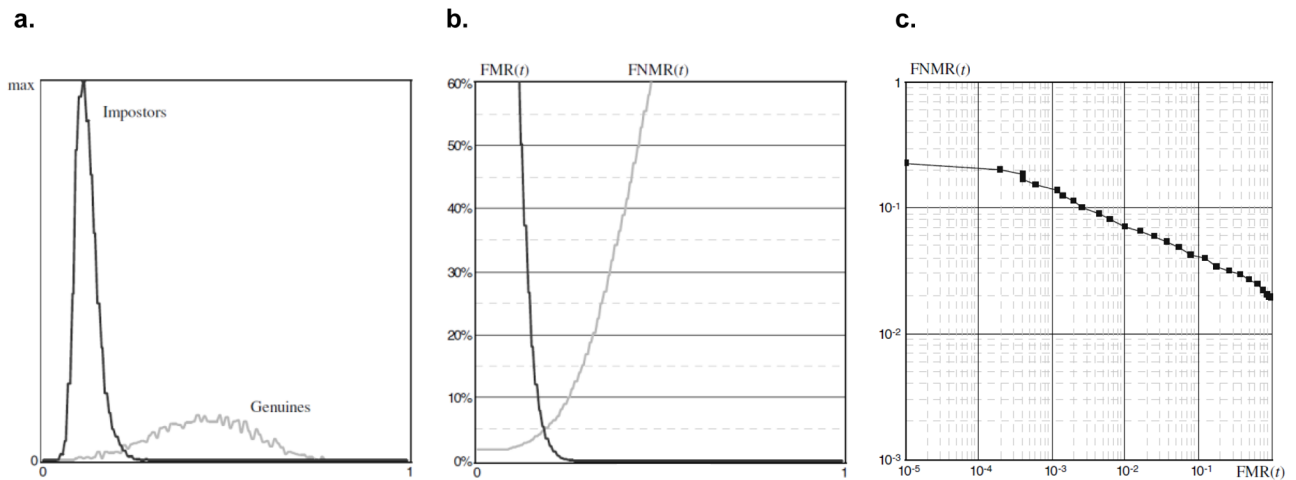 a.
max
Impostors
Genuines
0
0
1
b.
FMR(t)
FNMR(t)
60%
50%
40%
30%
20%
10%
0%
0
1
c.
FNMR(t)
1
10-1
10-2
10-3
10-5
10-4
10-3
10-2
10-1
FMR(t)
1